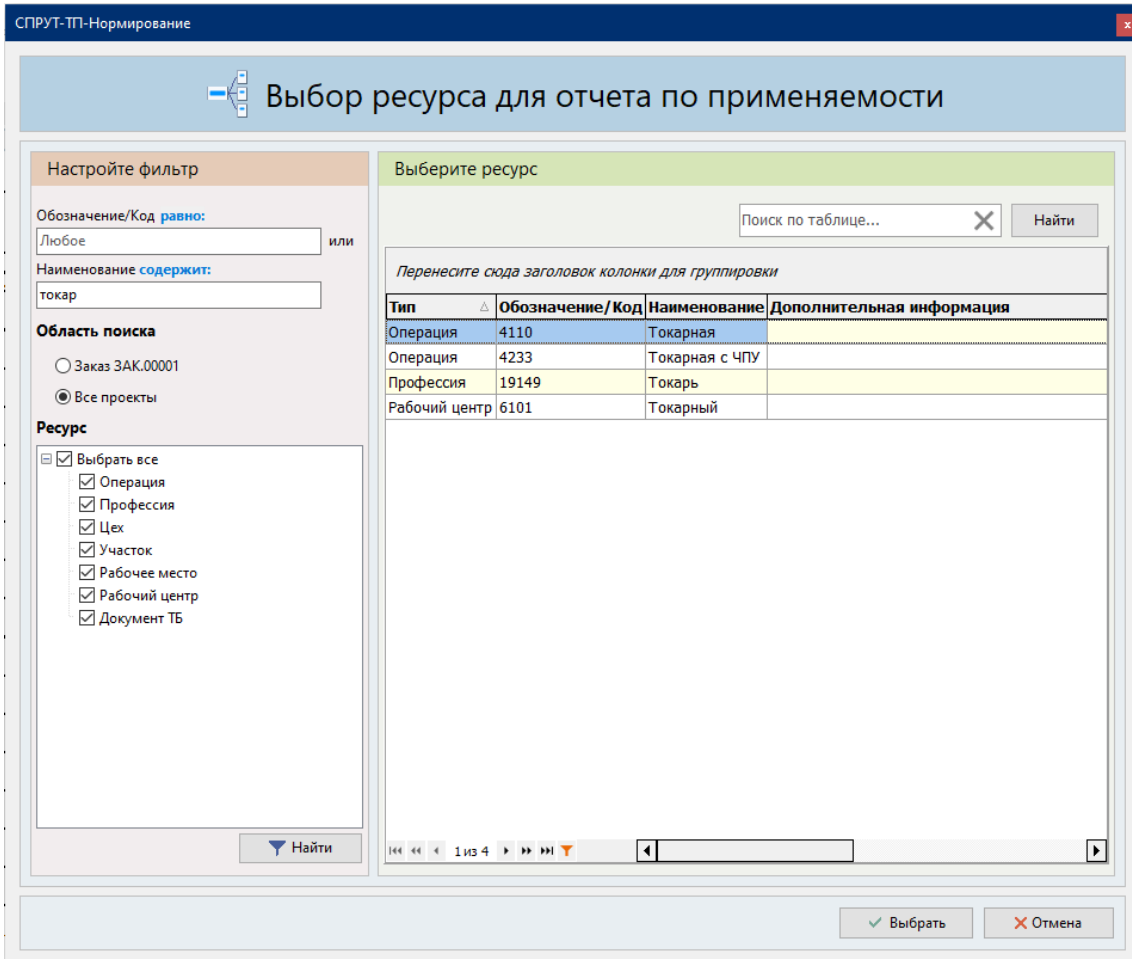 СПРУТ-ТП-Нормирование
x
Выбор ресурса для отчета по применяемости
Настройте фильтр
Обозначение/Код равно:
Любое
или
Наименование содержит:
токар
Область поиска
Заказ ЗАК.00001
Все проекты
Ресурс
Выбрать все
Операция
Профессия
Цех
Участок
Рабочее место
Рабочий центр
Документ ТБ
Найти
Выберите ресурс
Поиск по таблице...
Найти
Перенесите сюда заголовок колонки для группировки
Тип Обозначение/Код Наименование Дополнительная информация
Операция 4110 Токарная
Операция 4233 Токарная с ЧПУ
Профессия 19149 Токарь
Рабочий центр 6101 Токарный
1 из 4
Выбрать
Отмена